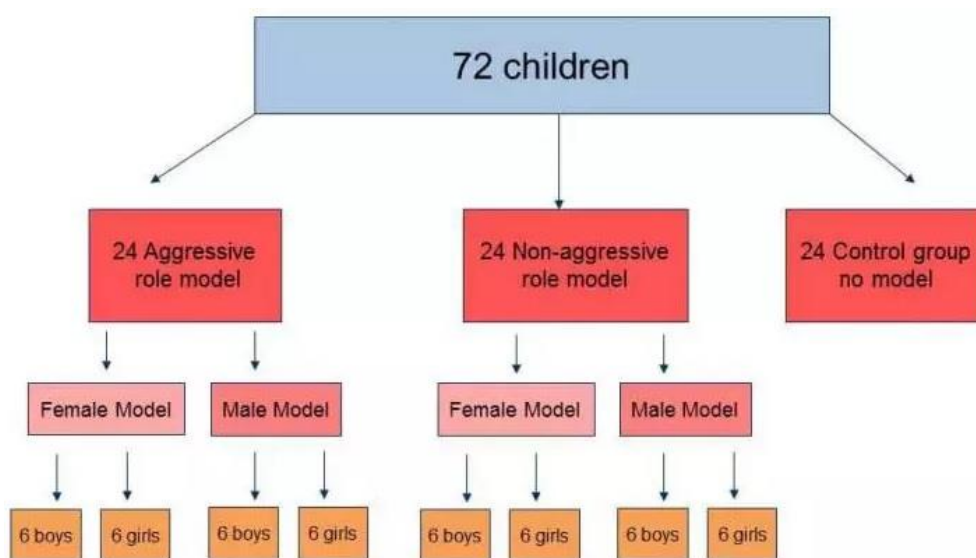 72 children
24 Aggressive
role model
24 Non-aggressive
role model
24 Control group
no model
Female Model
Male Model
Female Model
Male Model
6 boys
6 girls
6 boys
6 girls
6 boys
6 girls
6 boys
6 girls